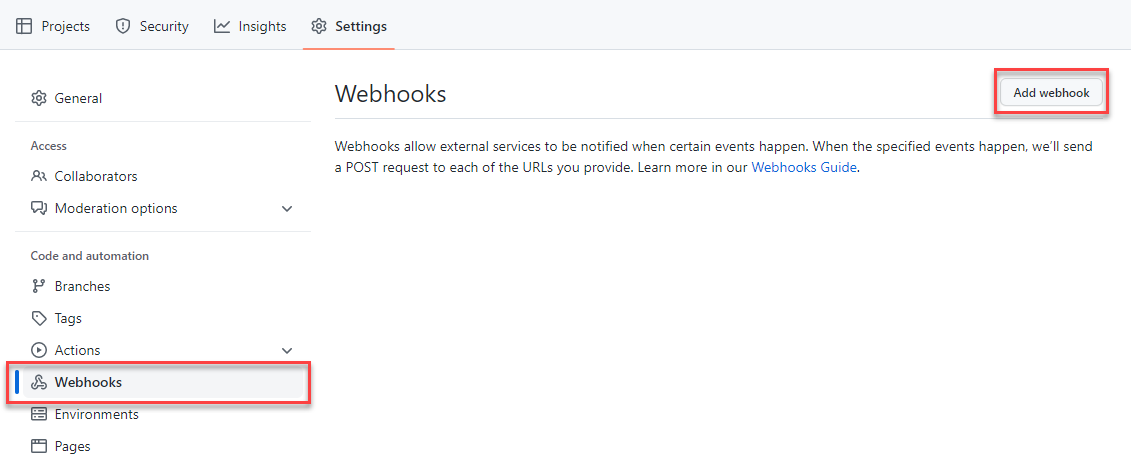 Projects
Security
Insights
Settings
General
Access
Collaborators
Moderation options
Code and automation
Branches
Tags
Actions
Webhooks
Environments
Pages
Webhooks
Add webhook
Webhooks allow external services to be notified when certain events happen. When the specified events happen, we’ll send
a POST request to each of the URLs you provide. Learn more in our Webhooks Guide.